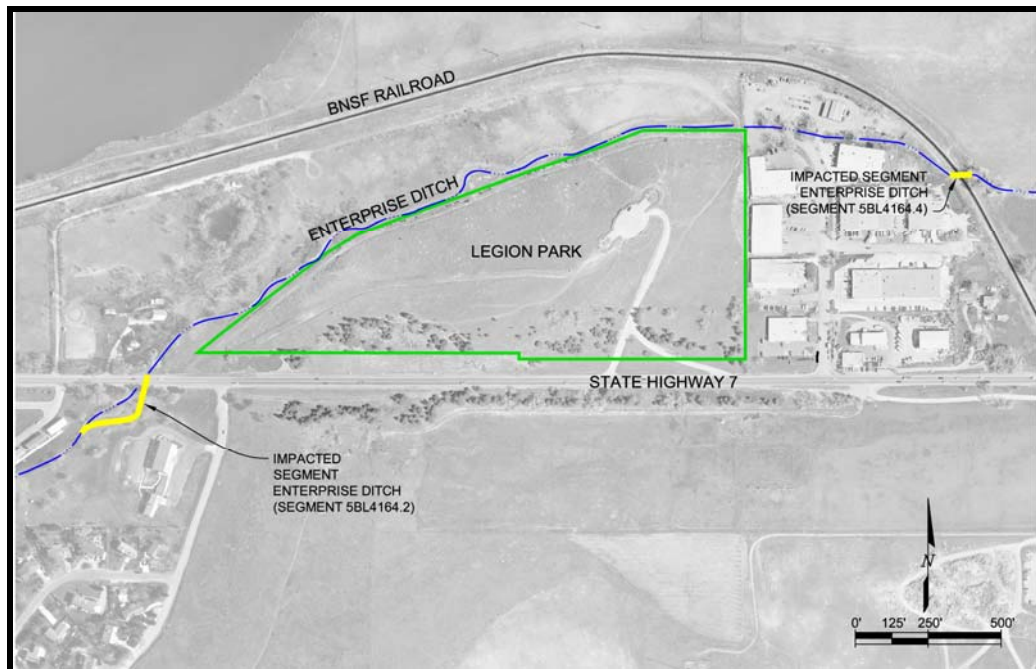 BNSF RAILROAD
ENTERPRISE DITCH
IMPACTED SEGMENT
ENTERPRISE DITCH
(SEGMENT 5BL4164.4)
LEGION PARK
STATE HIGHWAY 7
IMPACTED
SEGMENT
ENTERPRISE DITCH
(SEGMENT 5BL4164.2)
N
0' 125' 250' 500'